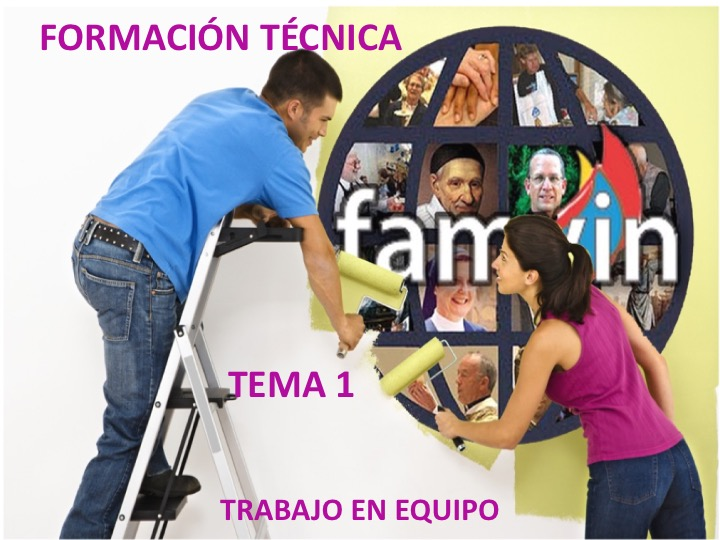 FORMACIÓN TÉCNICA
famvin
TEMA 1
TRABAJO EN EQUIPO